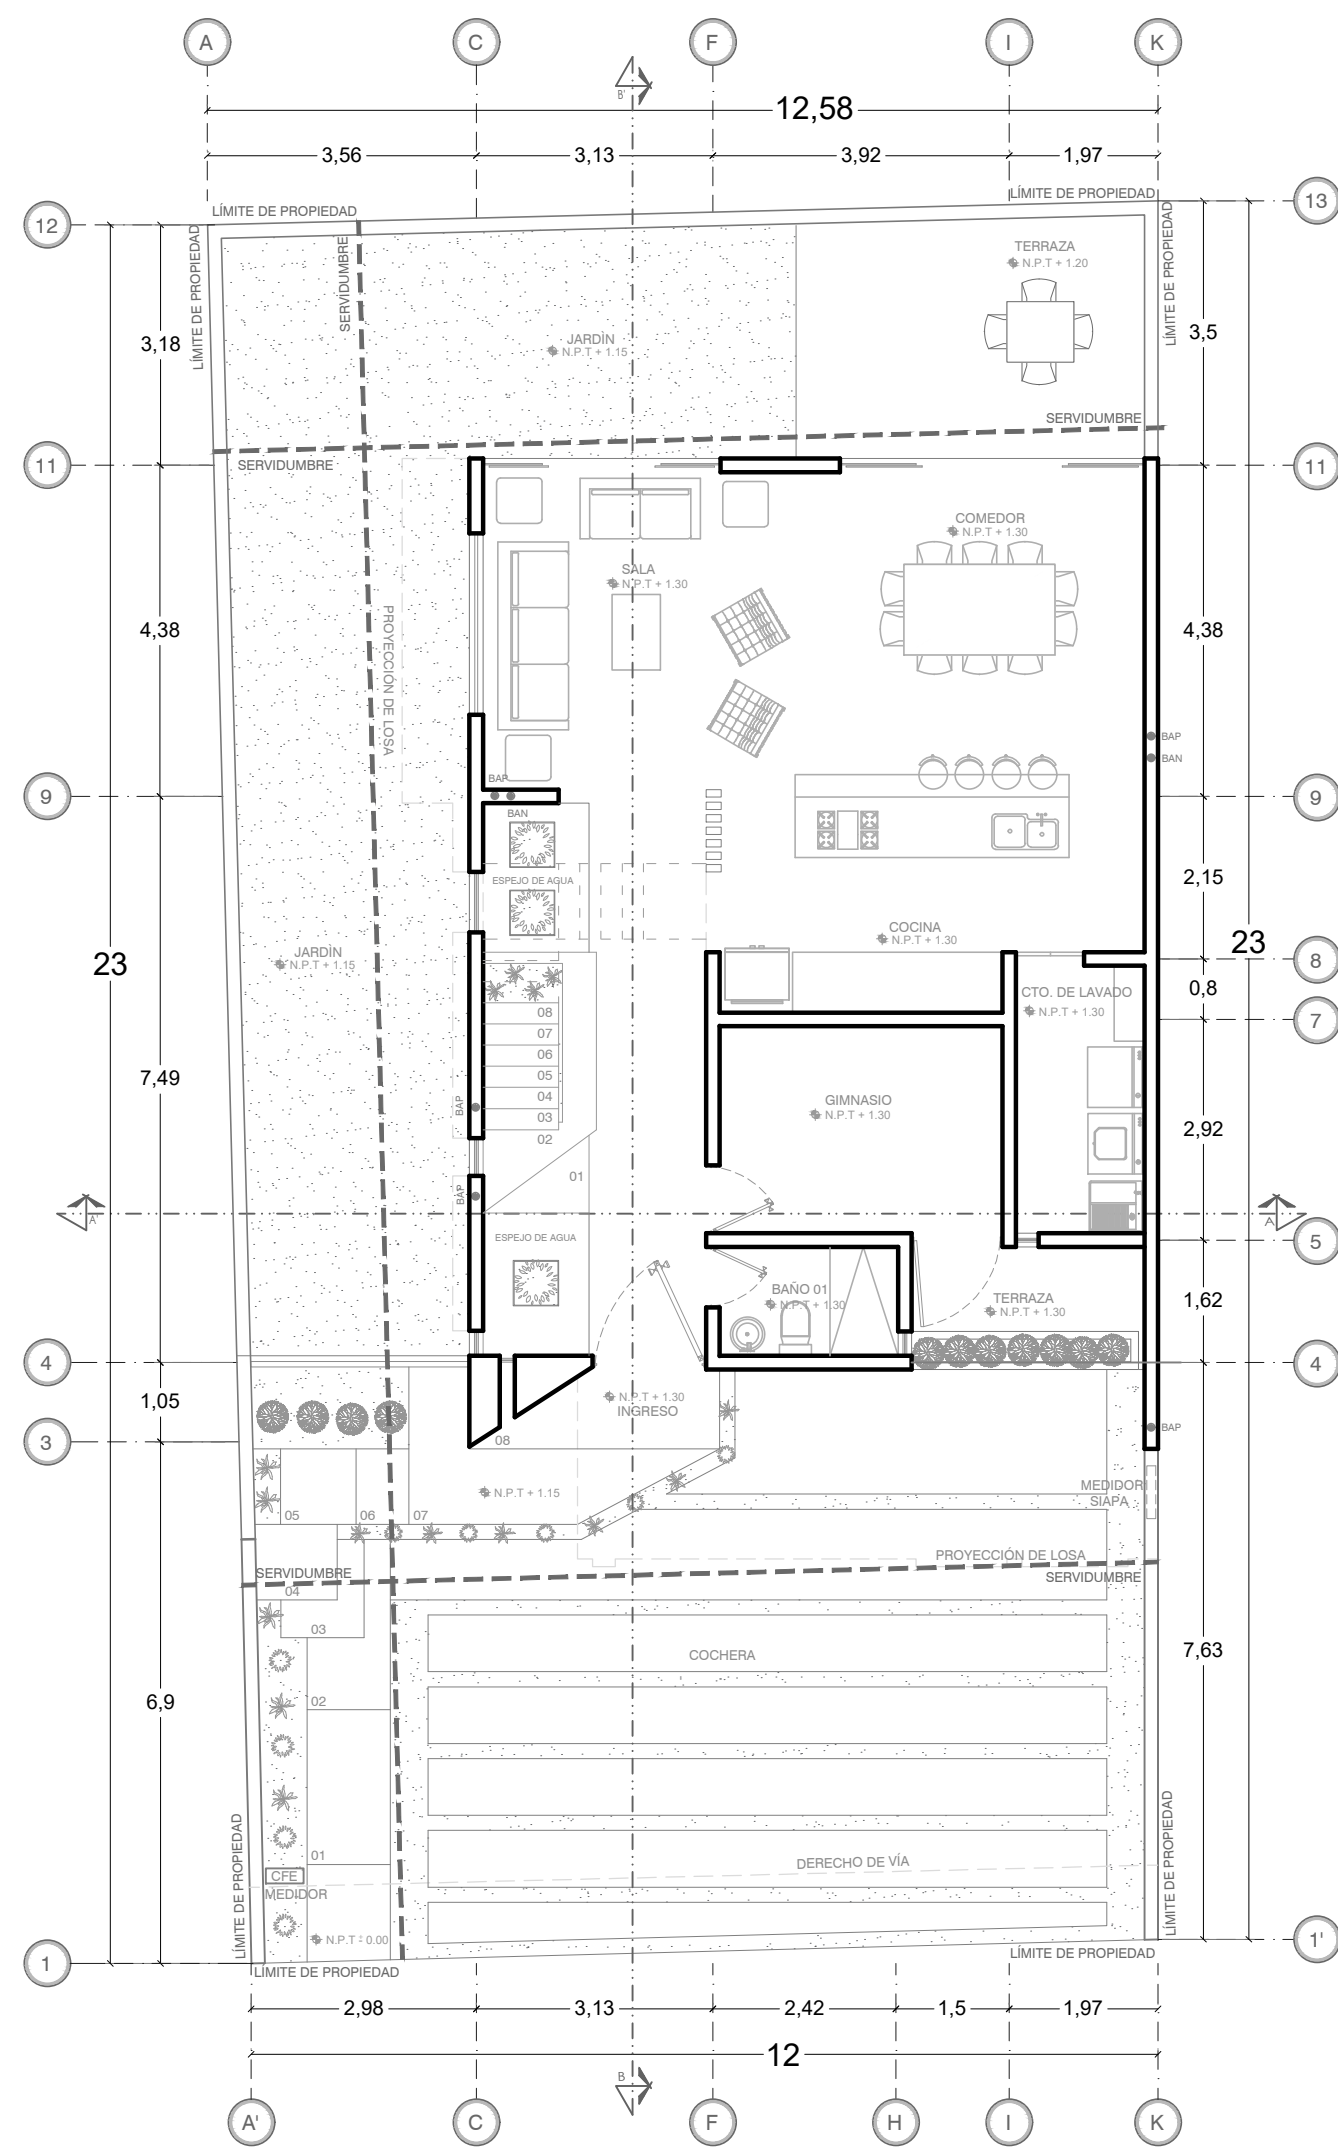 A
C
F
I
K
B'
12,58
3,56
3,13
3,92
1,97
LÍMITE DE PROPIEDAD
LÍMITE DE PROPIEDAD
12
13
LÍMITE DE PROPIEDAD
SERVIDUMBRE
LÍMITE DE PROPIEDAD
TERRAZA
N.P.T + 1.20
3,18
JARDÌN
N.P.T + 1.15
3,5
SERVIDUMBRE
11
SERVIDUMBRE
11
COMEDOR
N.P.T + 1.30
SALA
N.P.T + 1.30
4,38
PROYECCIÓN DE LOSA
4,38
BAP
BAN
9
BAP
BAN
9
ESPEJO DE AGUA
2,15
COCINA
N.P.T + 1.30
23
JARDÌN
N.P.T + 1.15
23
8
CTO. DE LAVADO
N.P.T + 1.30
0,8
08
07
06
05
04
03
02
01
7
7,49
BAP
GIMNASIO
N.P.T + 1.30
2,92
BAP
A'
A
ESPEJO DE AGUA
5
BAÑO 01
N.P.T + 1.30
TERRAZA
N.P.T + 1.30
1,62
4
4
1,05
N.P.T + 1.30
INGRESO
3
08
BAP
N.P.T + 1.15
MEDIDOR
SIAPA
05
06
07
PROYECCIÓN DE LOSA
SERVIDUMBRE
SERVIDUMBRE
04
03
COCHERA
7,63
6,9
02
01
DERECHO DE VÍA
CFE
MEDIDOR
LÍMITE DE PROPIEDAD
LÍMITE DE PROPIEDAD
N.P.T ± 0.00
1
LÍMITE DE PROPIEDAD
LÍMITE DE PROPIEDAD
1'
2,98
3,13
2,42
1,5
1,97
12
B
A'
C
F
H
I
K